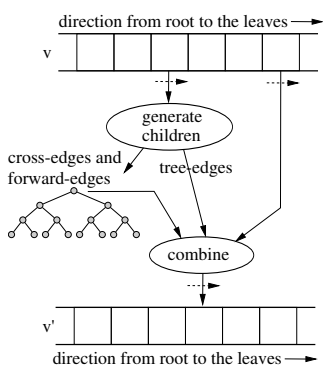 direction from root to the leaves
v
generate
children
cross-edges and
forward-edges
tree-edges
combine
v'
direction from root to the leaves